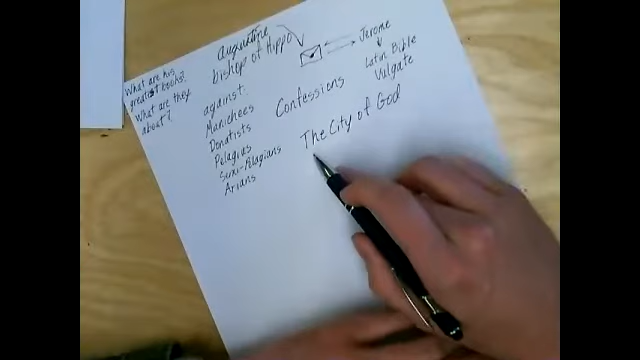 What are his
greatest books?
What are they
about?
augustine
bishop of Hippo
against
Manichees
Donatists
Pelagius
Semi-Pelagians
Arians
Jerome
Latin Bible
Vulgate
Confessions
The City of God